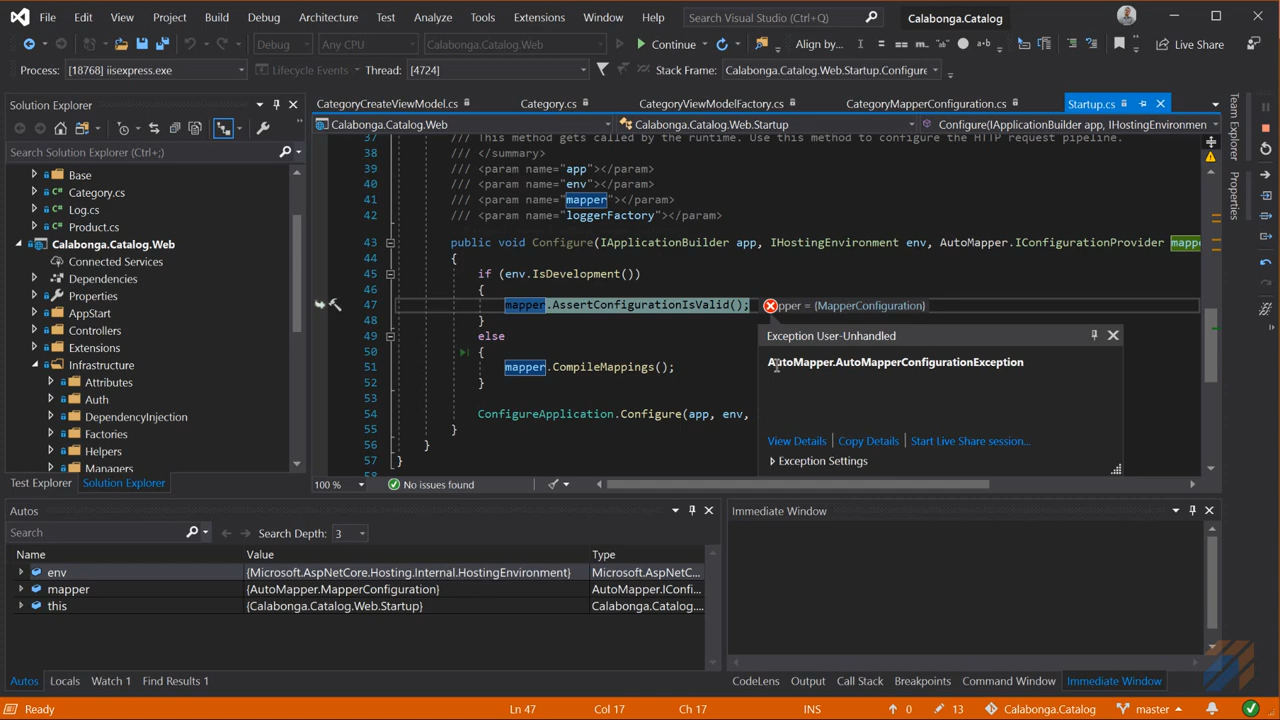 File Edit View Project Build Debug Architecture Test Analyze Tools Extensions Window Help Search Visual Studio (Ctrl+Q) Calabonga.Catalog
Debug Any CPU Calabonga.Catalog.Web Continue Align by... Live Share
Process: [18768] iisexpress.exe Lifecycle Events Thread: [4724] Stack Frame: Calabonga.Catalog.Web.Startup.Configure
Solution Explorer
Search Solution Explorer (Ctrl+;)
Base
Category.cs
Log.cs
Product.cs
Calabonga.Catalog.Web
Connected Services
Dependencies
Properties
AppStart
Controllers
Extensions
Infrastructure
Attributes
Auth
DependencyInjection
Factories
Helpers
Managers
Test Explorer Solution Explorer
CategoryCreateViewModel.cs Category.cs CategoryViewModelFactory.cs CategoryMapperConfiguration.cs Startup.cs
Calabonga.Catalog.Web Calabonga.Catalog.Web.Startup Configure(IApplicationBuilder app, IHostingEnvironmen
37 /// This method gets called by the runtime. Use this method to configure the HTTP request pipeline.
38 /// </summary>
39 /// <param name="app"></param>
40 /// <param name="env"></param>
41 /// <param name="mapper"></param>
42 /// <param name="loggerFactory"></param>
43 public void Configure(IApplicationBuilder app, IHostingEnvironment env, AutoMapper.IConfigurationProvider mappe
44 {
45 if (env.IsDevelopment())
46 {
47 mapper.AssertConfigurationIsValid(); pper = {MapperConfiguration}
48 }
49 else
50 {
51 mapper.CompileMappings();
52 }
53
54 ConfigureApplication.Configure(app, env,
55 }
56 }
57 }
58
Exception User-Unhandled
AutoMapper.AutoMapperConfigurationException
View Details Copy Details Start Live Share session...
Exception Settings
100 % No issues found
Team Explorer
Properties
Autos
Search Search Depth: 3
Name Value Type
env {Microsoft.AspNetCore.Hosting.Internal.HostingEnvironment} Microsoft.AspNetC...
mapper {AutoMapper.MapperConfiguration} AutoMapper.IConfi...
this {Calabonga.Catalog.Web.Startup} Calabonga.Catalog....
Autos Locals Watch 1 Find Results 1
Immediate Window
CodeLens Output Call Stack Breakpoints Command Window Immediate Window
Ready Ln 47 Col 17 Ch 17 INS 0 13 Calabonga.Catalog master